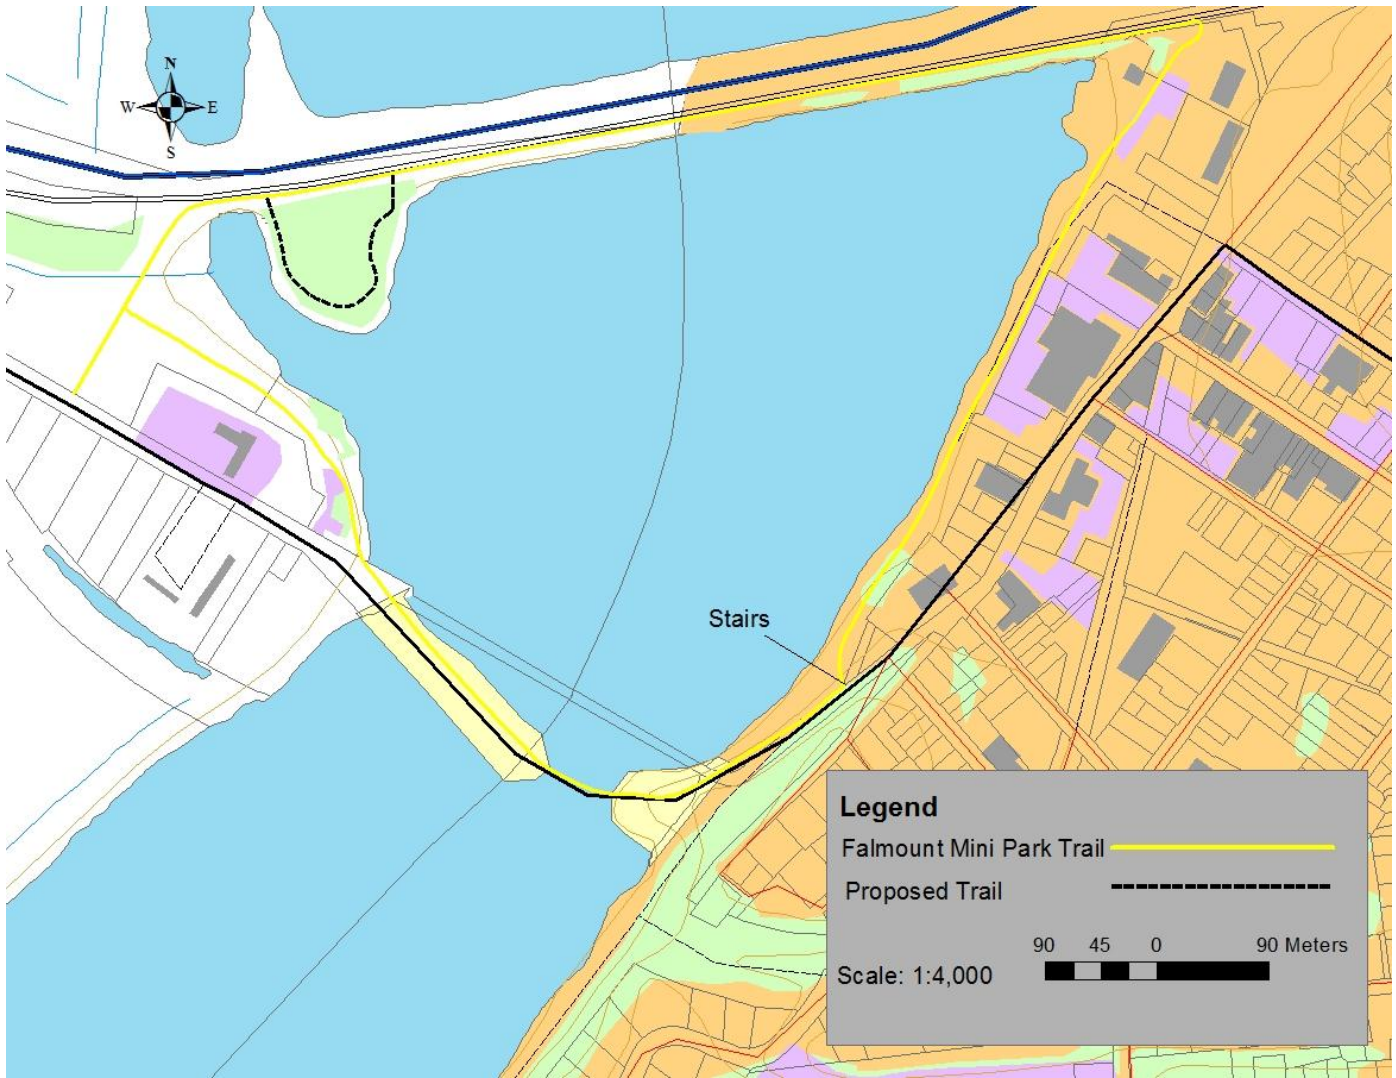 N
W E
S
Stairs
Legend
Falmount Mini Park Trail
Proposed Trail
90 45 0 90 Meters
Scale: 1:4,000